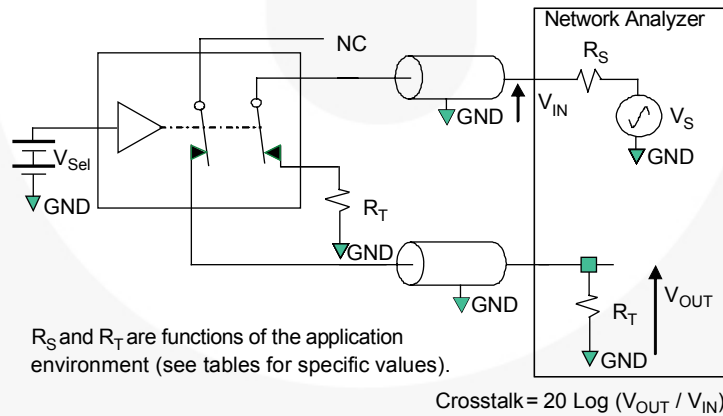 Network Analyzer
NC
R_S
GND
V_IN
V_S
GND
V_Sel
GND
R_T
GND
GND
R_T
V_OUT
GND
R_S and R_T are functions of the application
environment (see tables for specific values).
Crosstalk = 20 Log (V_OUT / V_IN)